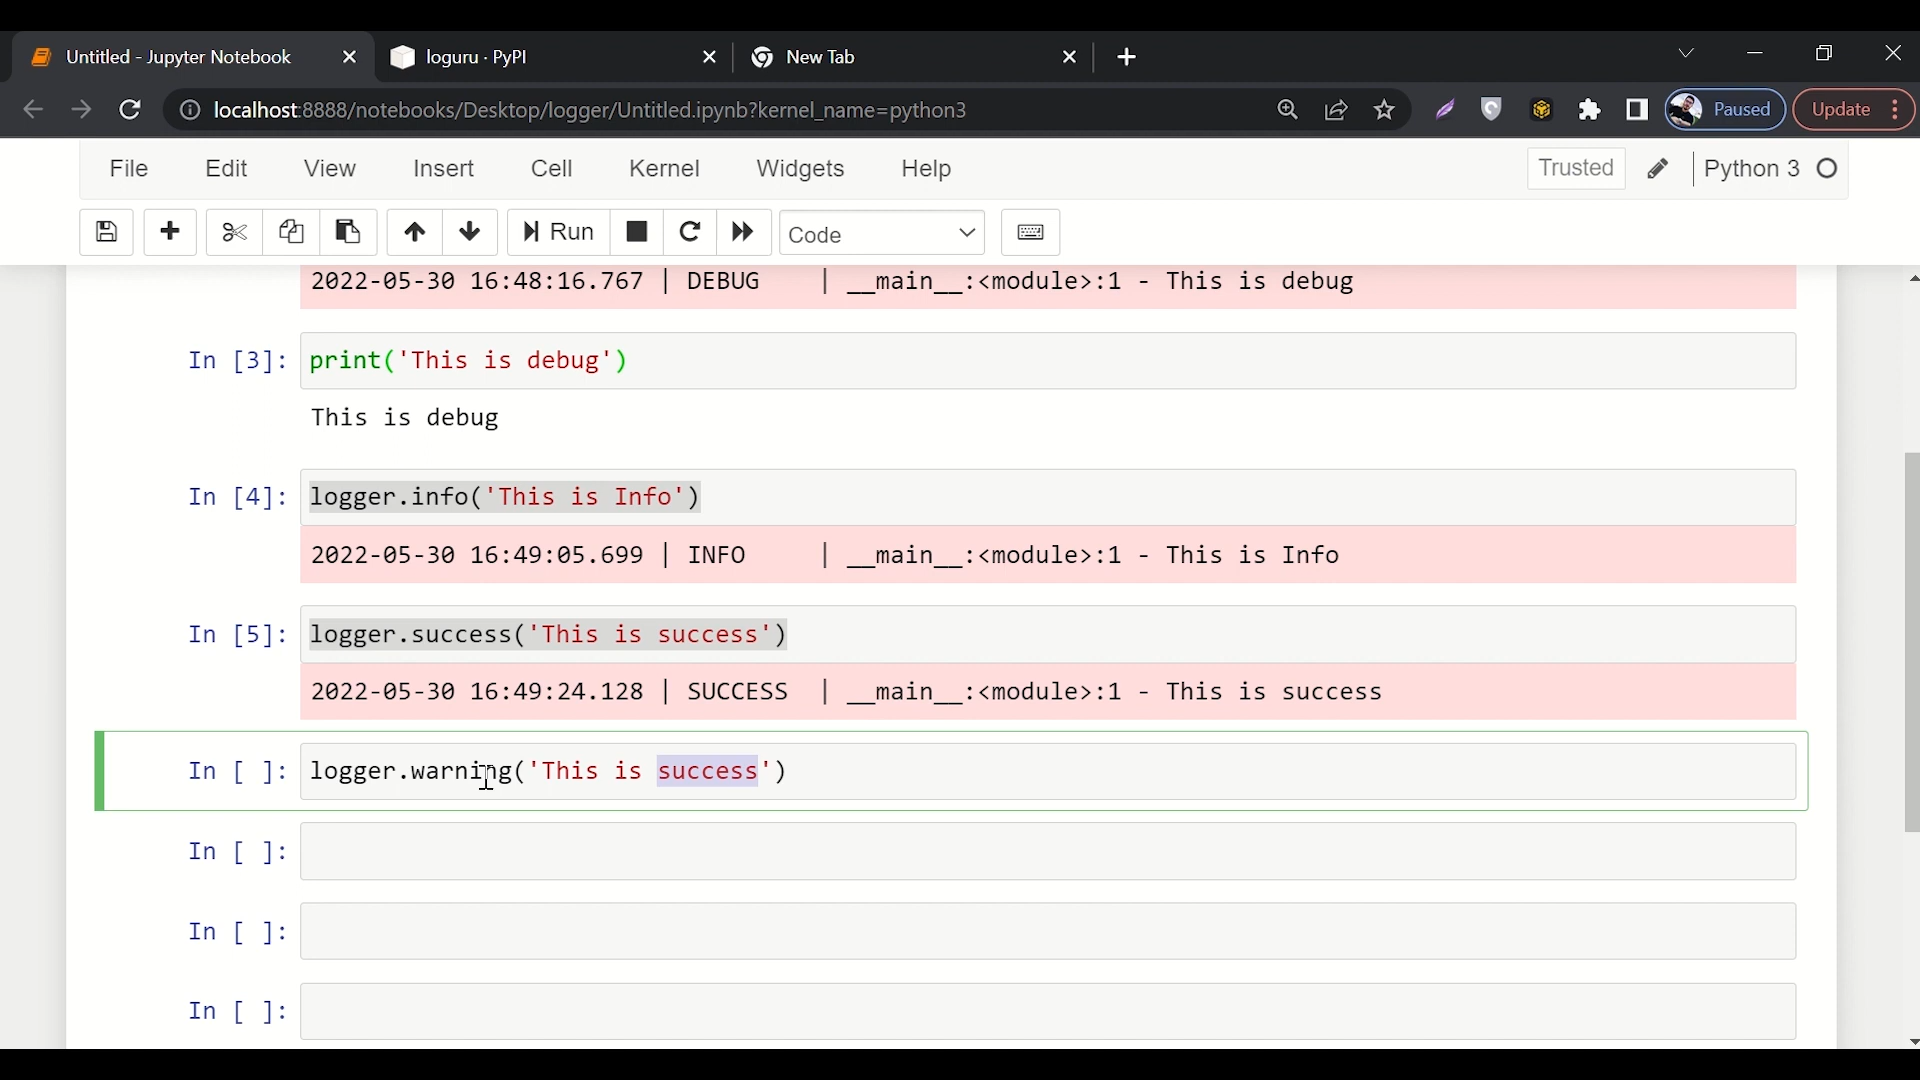 Untitled - Jupyter Notebook
loguru · PyPI
New Tab
localhost:8888/notebooks/Desktop/logger/Untitled.ipynb?kernel_name=python3
Paused
Update
File Edit View Insert Cell Kernel Widgets Help
Trusted
Python 3
Run
Code
2022-05-30 16:48:16.767 | DEBUG    | __main__:<module>:1 - This is debug
In [3]: print('This is debug')
This is debug
In [4]: logger.info('This is Info')
2022-05-30 16:49:05.699 | INFO     | __main__:<module>:1 - This is Info
In [5]: logger.success('This is success')
2022-05-30 16:49:24.128 | SUCCESS  | __main__:<module>:1 - This is success
In [ ]: logger.warning('This is success')
In [ ]:
In [ ]:
In [ ]: